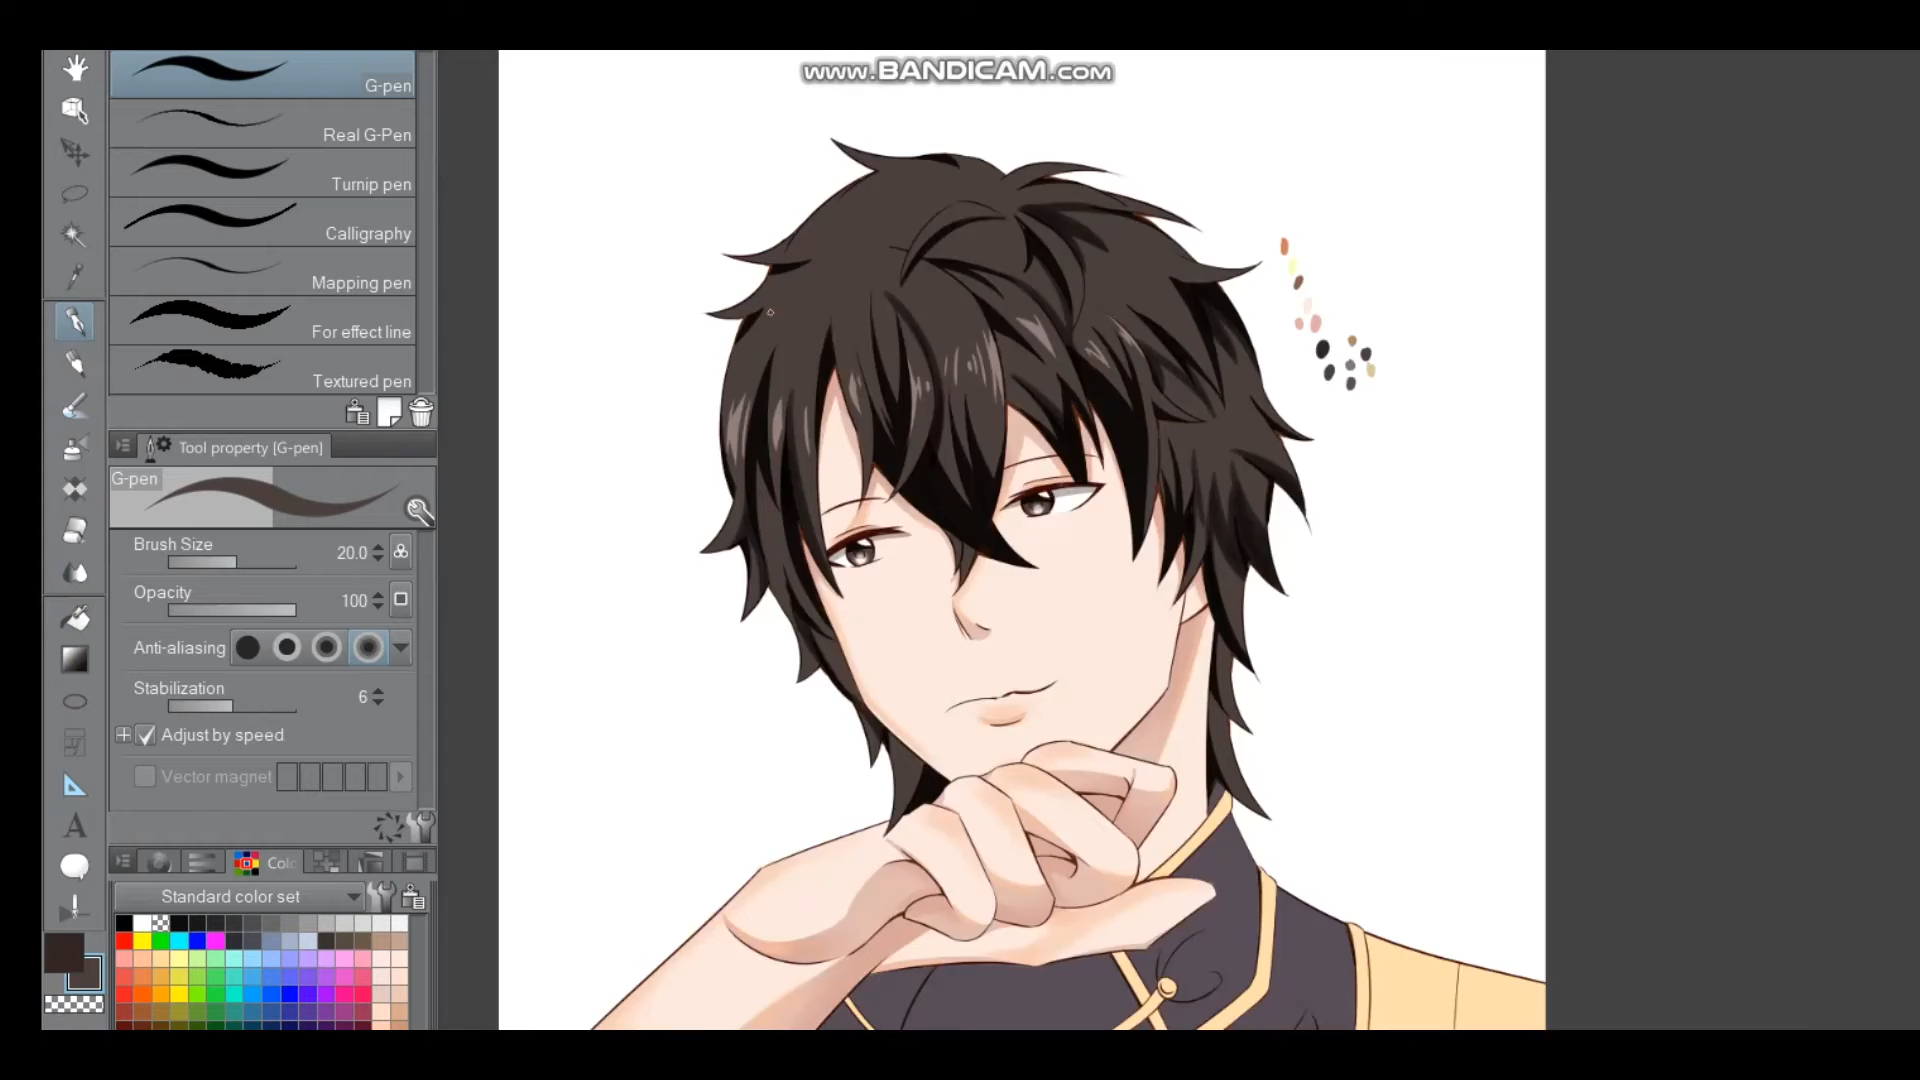 www.BANDICAM.com
G-pen
Real G-Pen
Turnip pen
Calligraphy
Mapping pen
For effect line
Textured pen
Tool property [G-pen]
G-pen
Brush Size 20.0
Opacity 100
Anti-aliasing
Stabilization 6
Adjust by speed
Vector magnet
Colo
Standard color set